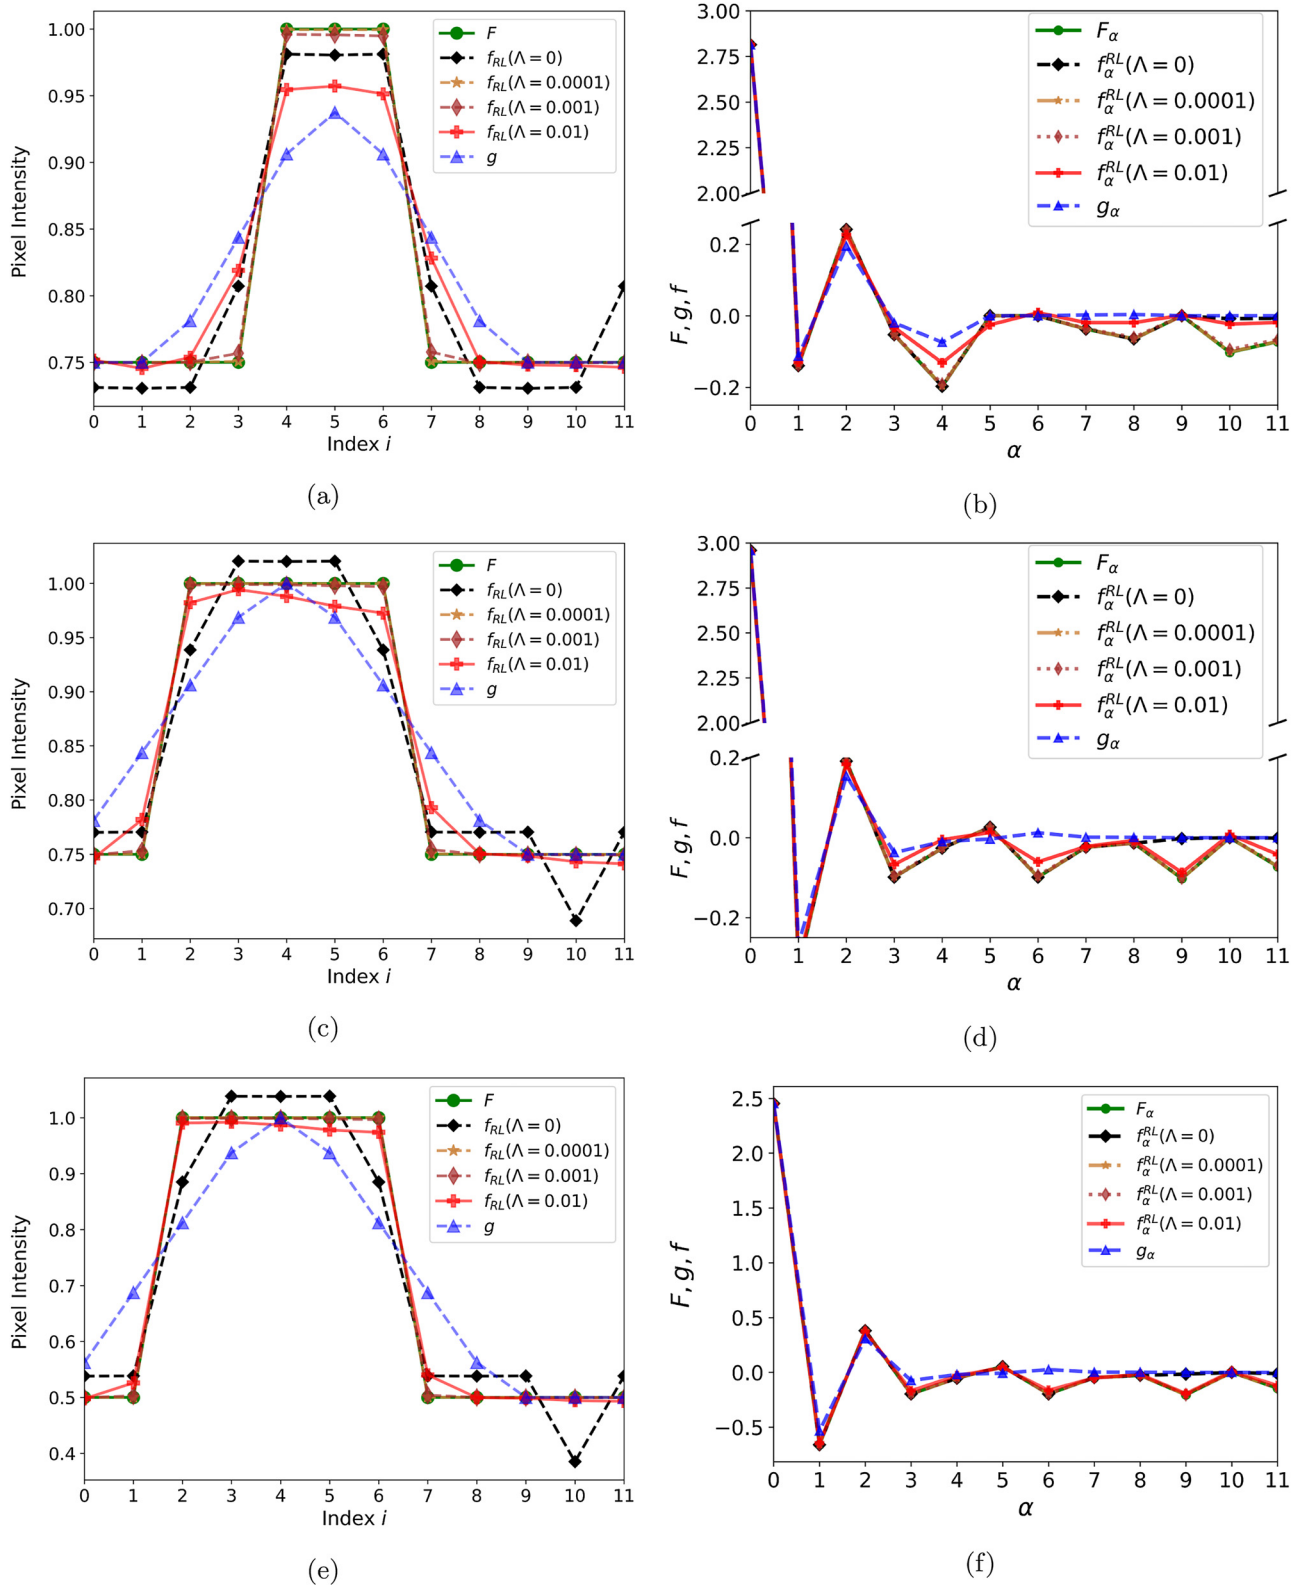 1.00
0.95
0.90
0.85
0.80
0.75
Pixel Intensity
F
f_RL(Λ = 0)
f_RL(Λ = 0.0001)
f_RL(Λ = 0.001)
f_RL(Λ = 0.01)
g
0 1 2 3 4 5 6 7 8 9 10 11
Index i
(a)
3.00
2.75
2.50
2.25
2.00
0.2
0.0
−0.2
F, g, f
F_α
f_α^RL(Λ = 0)
f_α^RL(Λ = 0.0001)
f_α^RL(Λ = 0.001)
f_α^RL(Λ = 0.01)
g_α
0 1 2 3 4 5 6 7 8 9 10 11
α
(b)
1.00
0.95
0.90
0.85
0.80
0.75
0.70
Pixel Intensity
F
f_RL(Λ = 0)
f_RL(Λ = 0.0001)
f_RL(Λ = 0.001)
f_RL(Λ = 0.01)
g
0 1 2 3 4 5 6 7 8 9 10 11
Index i
(c)
3.00
2.75
2.50
2.25
2.00
0.2
0.0
−0.2
F, g, f
F_α
f_α^RL(Λ = 0)
f_α^RL(Λ = 0.0001)
f_α^RL(Λ = 0.001)
f_α^RL(Λ = 0.01)
g_α
0 1 2 3 4 5 6 7 8 9 10 11
α
(d)
1.0
0.9
0.8
0.7
0.6
0.5
0.4
Pixel Intensity
F
f_RL(Λ = 0)
f_RL(Λ = 0.0001)
f_RL(Λ = 0.001)
f_RL(Λ = 0.01)
g
0 1 2 3 4 5 6 7 8 9 10 11
Index i
(e)
2.5
2.0
1.5
1.0
0.5
0.0
−0.5
F, g, f
F_α
f_α^RL(Λ = 0)
f_α^RL(Λ = 0.0001)
f_α^RL(Λ = 0.001)
f_α^RL(Λ = 0.01)
g_α
0 1 2 3 4 5 6 7 8 9 10 11
α
(f)